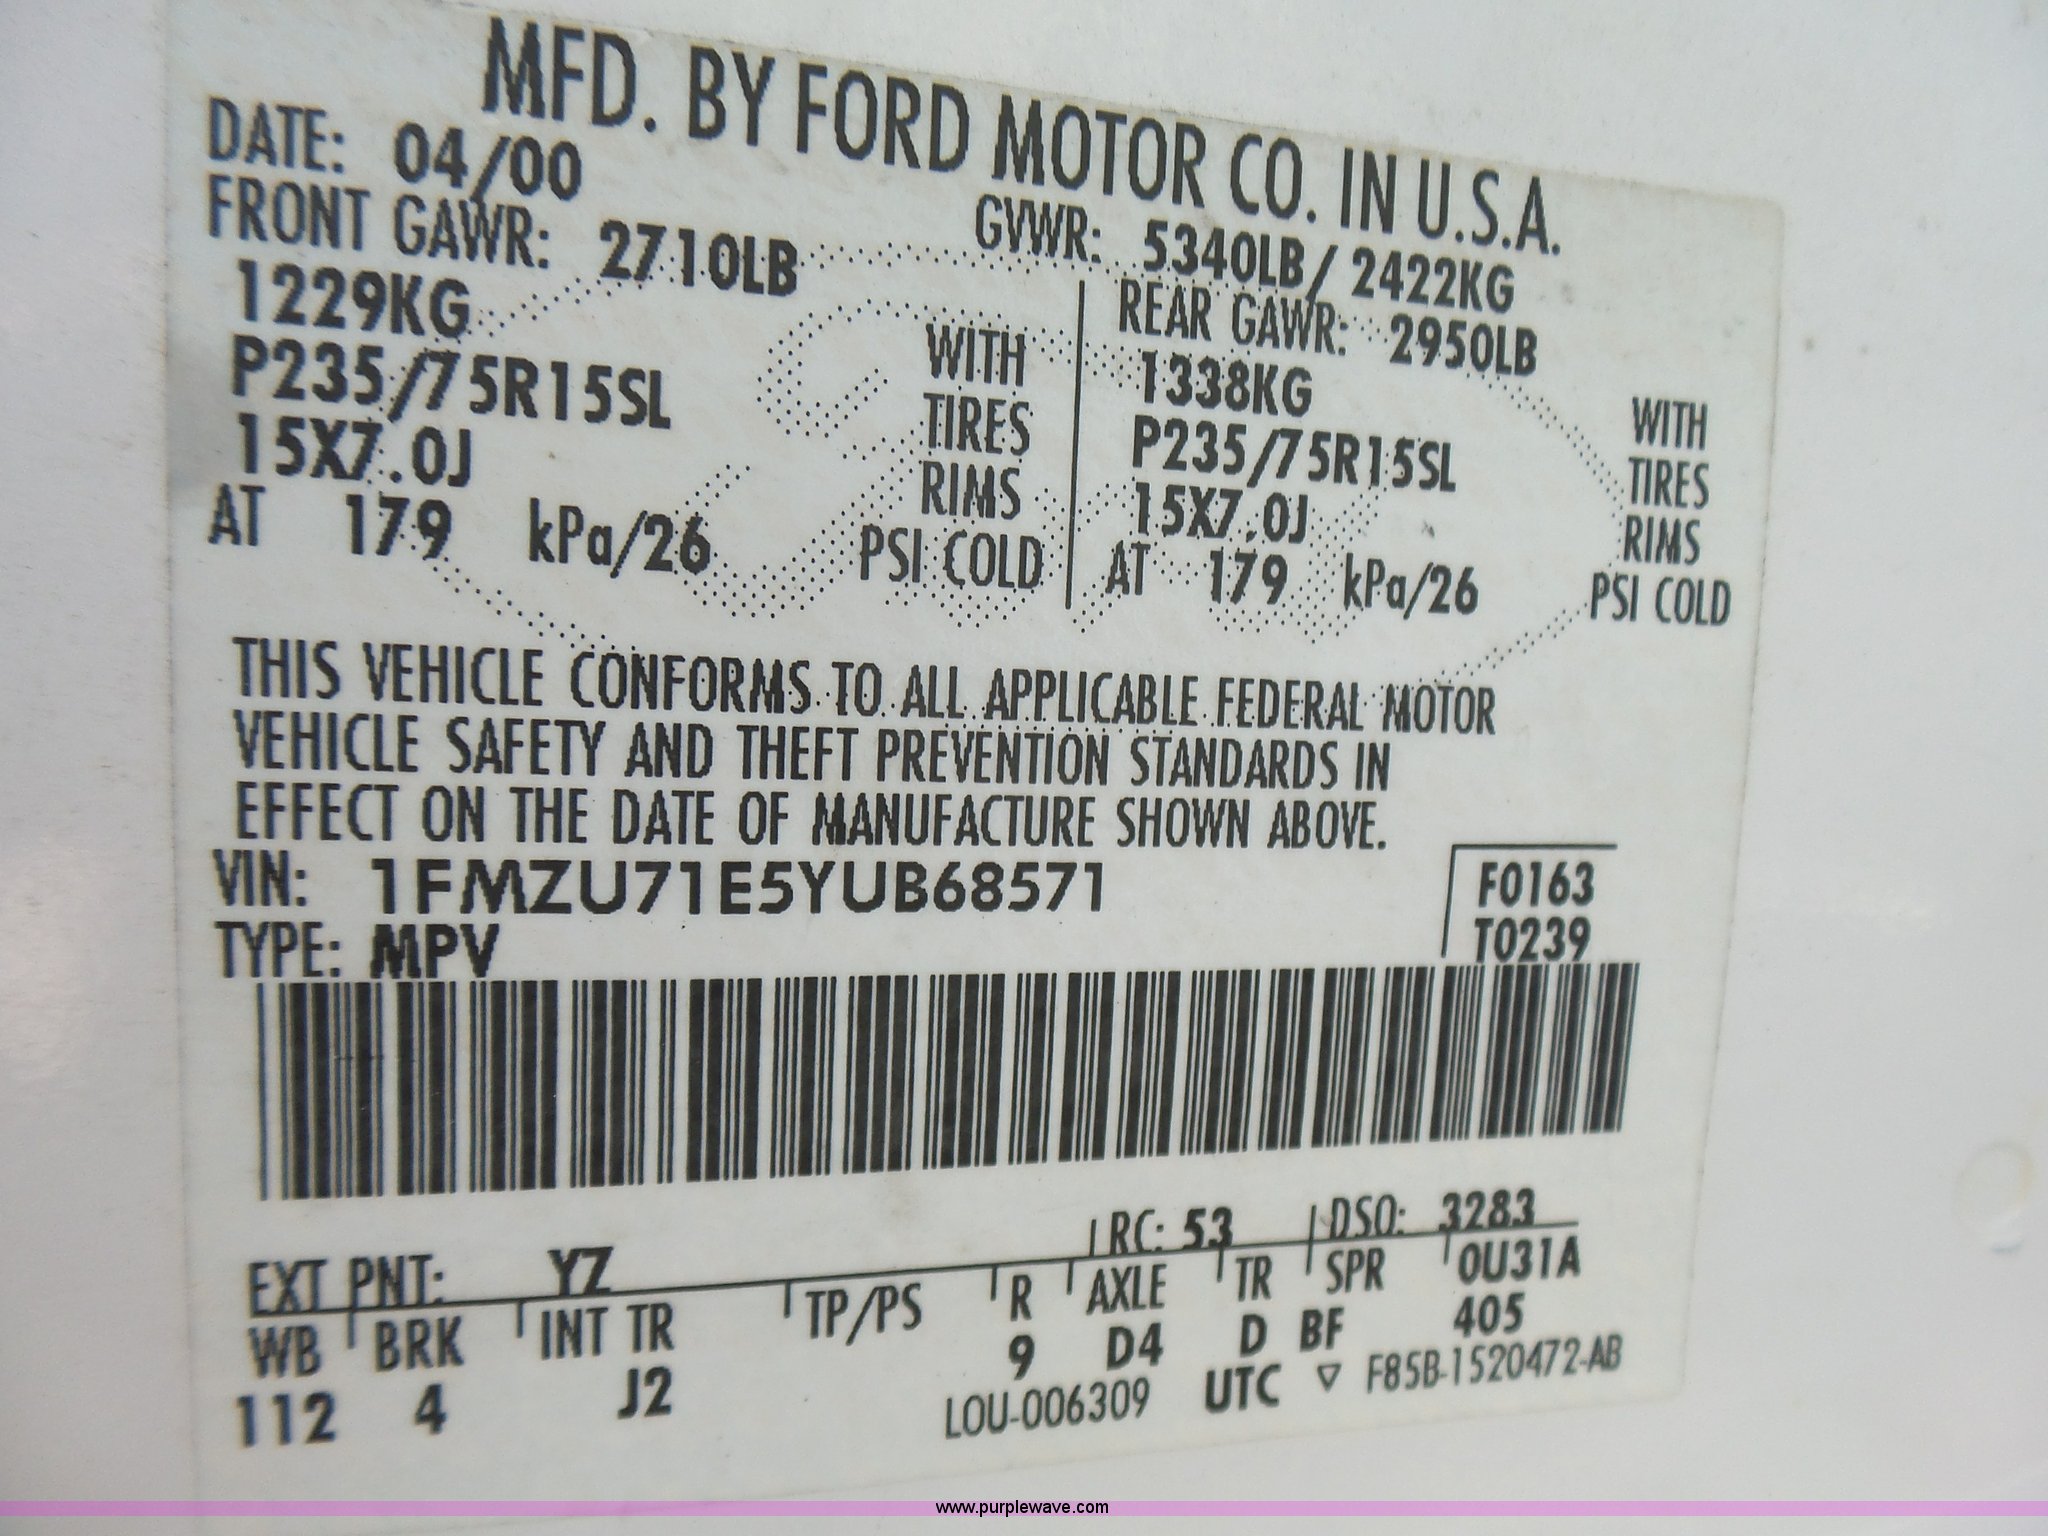 MFD. BY FORD MOTOR CO. IN U.S.A.
DATE: 04/00 GVWR: 5340LB/ 2422KG
FRONT GAWR: 2710LB REAR GAWR: 2950LB
1229KG WITH 1338KG WITH
P235/75R15SL TIRES P235/75R15SL TIRES
15X7.0J RIMS 15X7.0J RIMS
AT 179 kPa/26 PSI COLD AT 179 kPa/26 PSI COLD
THIS VEHICLE CONFORMS TO ALL APPLICABLE FEDERAL MOTOR
VEHICLE SAFETY AND THEFT PREVENTION STANDARDS IN
EFFECT ON THE DATE OF MANUFACTURE SHOWN ABOVE.
VIN: 1FMZU71E5YUB68571 F0163
TYPE: MPV T0239
EXT PNT: YZ RC: 53 DSO: 3283
WB BRK INT TR TP/PS R AXLE TR SPR 0U31A
112 4 J2 9 D4 D BF 405
LOU-006309 UTC ▽ F85B-1520472-AB
www.purplewave.com